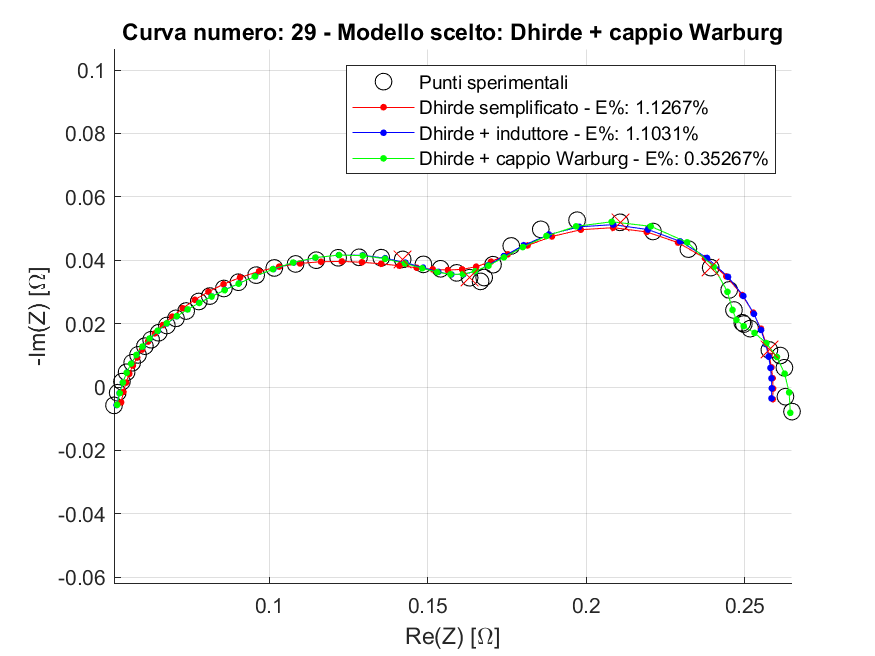 Curva numero: 29 - Modello scelto: Dhirde + cappio Warburg
Punti sperimentali
Dhirde semplificato - E%: 1.1267%
Dhirde + induttore - E%: 1.1031%
Dhirde + cappio Warburg - E%: 0.35267%
0.1
0.08
0.06
0.04
0.02
0
-0.02
-0.04
-0.06
-Im(Z) [Ω]
0.1
0.15
0.2
0.25
Re(Z) [Ω]